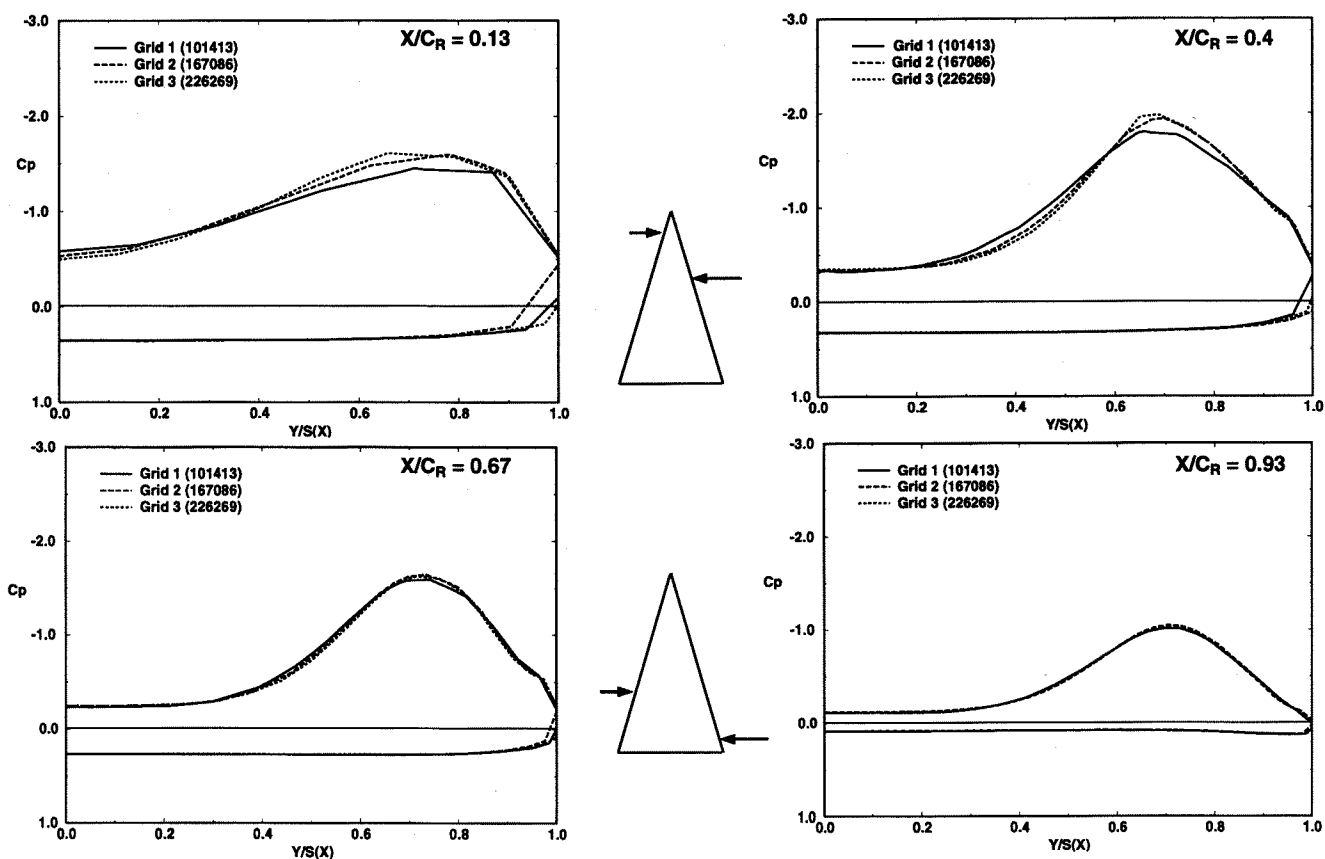 X/CR = 0.13
Grid 1 (101413)
Grid 2 (167086)
Grid 3 (226269)
-3.0
-2.0
-1.0
0.0
1.0
Cp
0.0 0.2 0.4 0.6 0.8 1.0
Y/S(X)
X/CR = 0.4
Grid 1 (101413)
Grid 2 (167086)
Grid 3 (226269)
-3.0
-2.0
-1.0
0.0
1.0
Cp
0.0 0.2 0.4 0.6 0.8 1.0
Y/S(X)
X/CR = 0.67
Grid 1 (101413)
Grid 2 (167086)
Grid 3 (226269)
-3.0
-2.0
-1.0
0.0
1.0
Cp
0.0 0.2 0.4 0.6 0.8 1.0
Y/S(X)
X/CR = 0.93
Grid 1 (101413)
Grid 2 (167086)
Grid 3 (226269)
-3.0
-2.0
-1.0
0.0
1.0
Cp
0.0 0.2 0.4 0.6 0.8 1.0
Y/S(X)